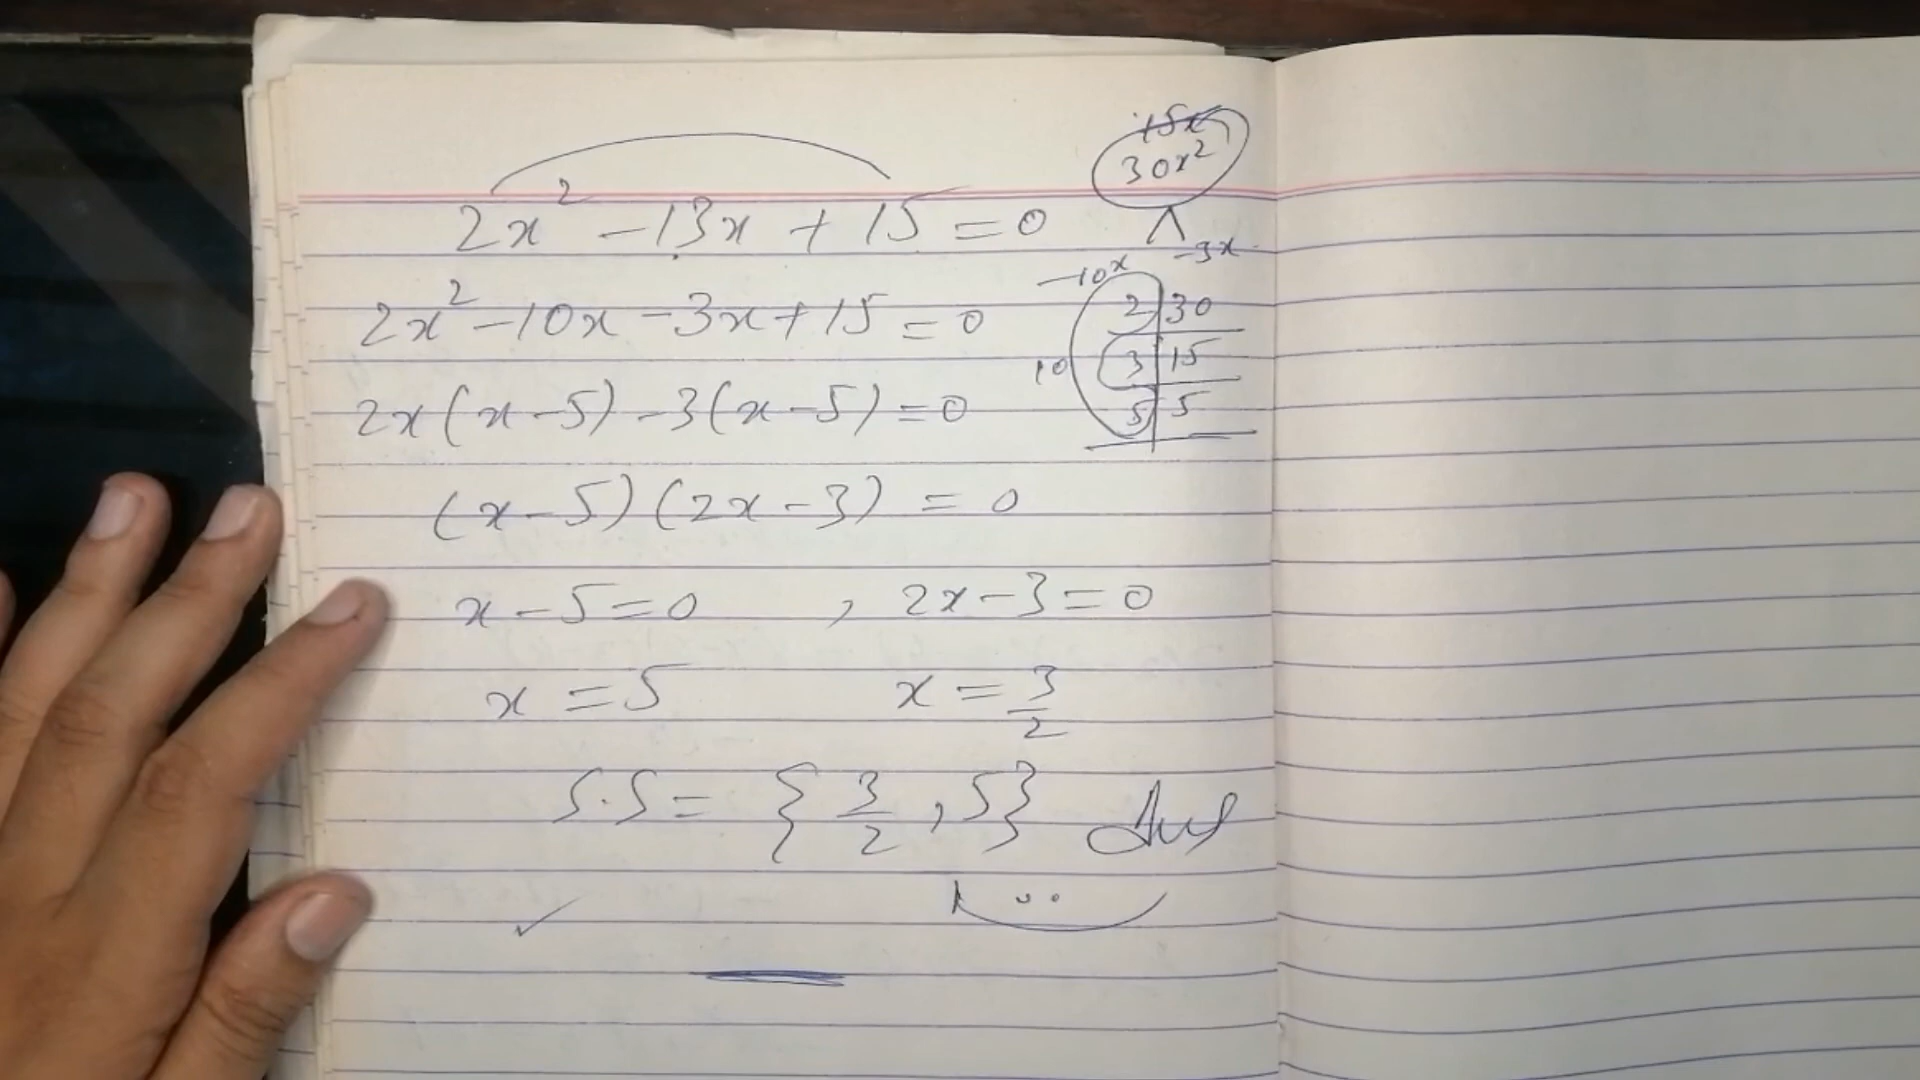 2x² - 13x + 15 = 0
2x² - 10x - 3x + 15 = 0
2x(x - 5) - 3(x - 5) = 0
(x - 5)(2x - 3) = 0
x - 5 = 0 , 2x - 3 = 0
x = 5 x = 3/2
S.S = { 3/2 , 5 } Ans
15x
30x²
-10x -3x
2 | 30
10 3 | 15
5 | 5